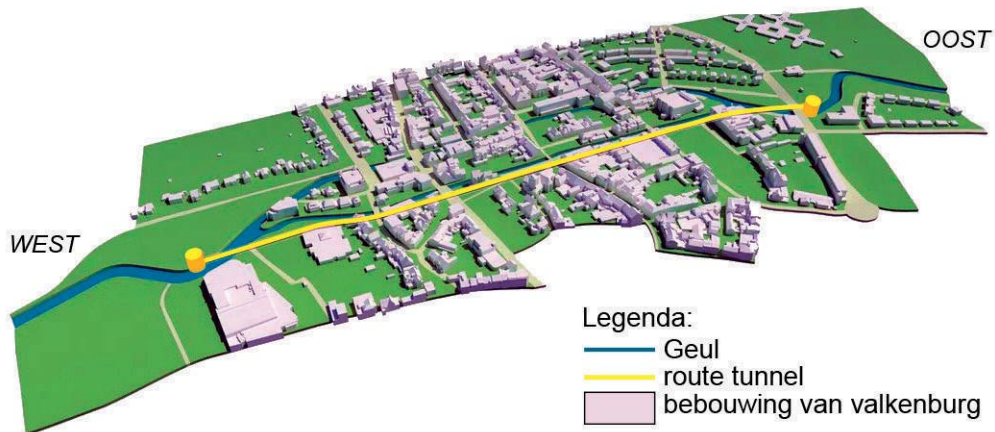 OOST
WEST
Legenda:
Geul
route tunnel
bebouwing van valkenburg